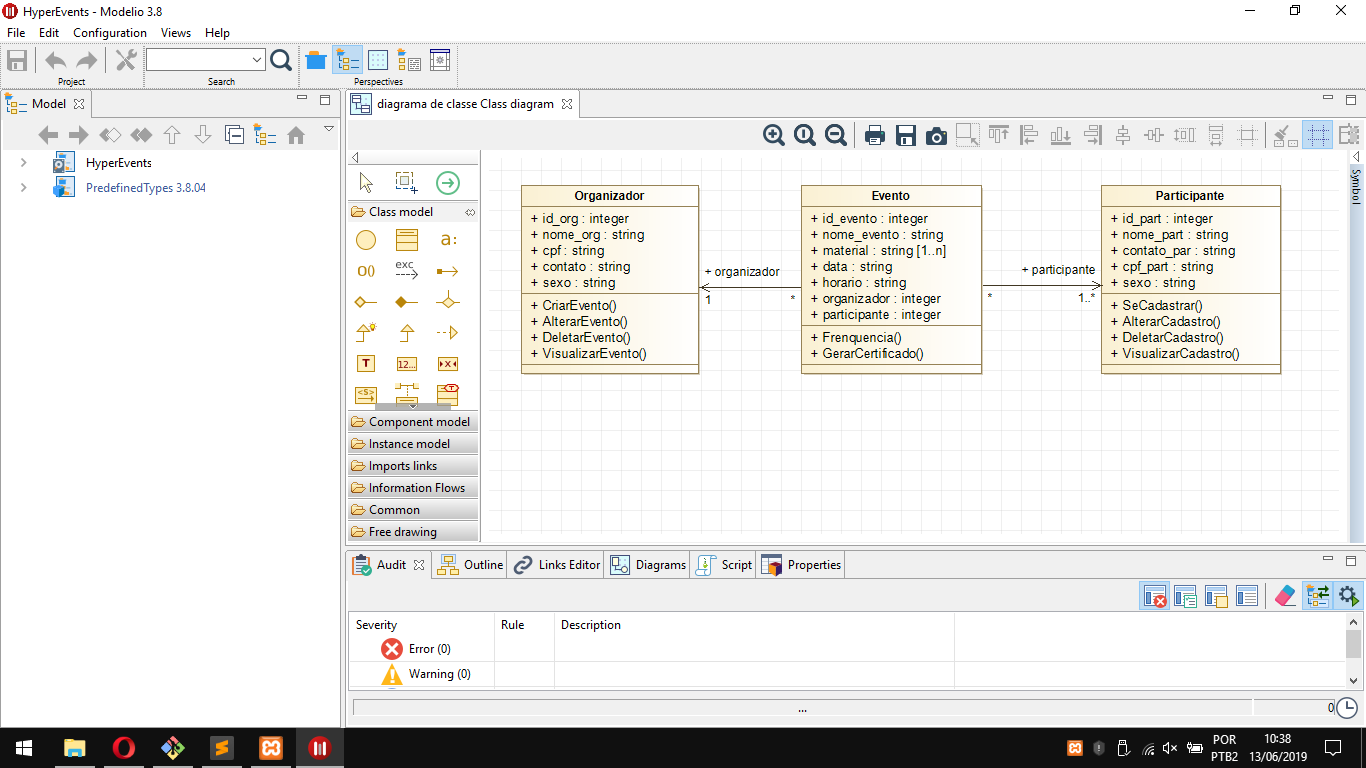 HyperEvents - Modelio 3.8
File Edit Configuration Views Help
Project Search Perspectives
Model
HyperEvents
PredefinedTypes 3.8.04
diagrama de classe Class diagram
Class model
a:
O()
exc
T
12...
<S>
T
Component model
Instance model
Imports links
Information Flows
Common
Free drawing
Organizador
+ id_org : integer
+ nome_org : string
+ cpf : string
+ contato : string
+ sexo : string
+ CriarEvento()
+ AlterarEvento()
+ DeletarEvento()
+ VisualizarEvento()
+ organizador
1 *
Evento
+ id_evento : integer
+ nome_evento : string
+ material : string [1..n]
+ data : string
+ horario : string
+ organizador : integer
+ participante : integer
+ Frenquencia()
+ GerarCertificado()
+ participante
* 1..*
Participante
+ id_part : integer
+ nome_part : string
+ contato_par : string
+ cpf_part : string
+ sexo : string
+ SeCadastrar()
+ AlterarCadastro()
+ DeletarCadastro()
+ VisualizarCadastro()
Symbol
Audit Outline Links Editor Diagrams Script Properties
Severity Rule Description
Error (0)
Warning (0)
... 0
POR 10:38
PTB2 13/06/2019